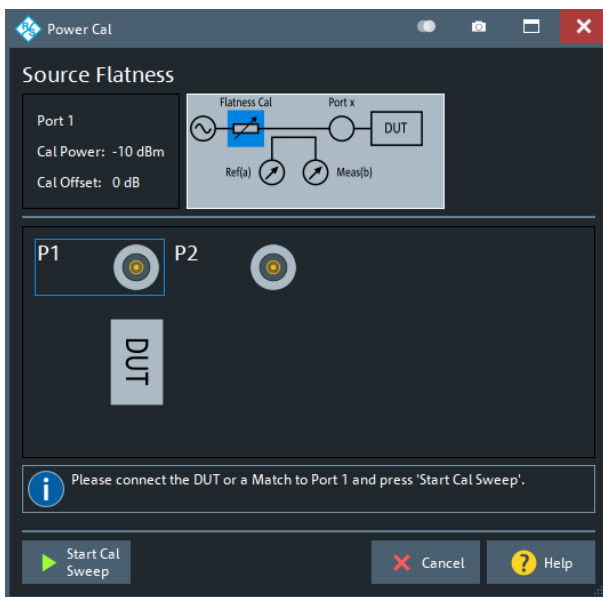 Power Cal
Source Flatness
Port 1
Cal Power: -10 dBm
Cal Offset: 0 dB
Flatness Cal
Port x
DUT
Ref(a)
Meas(b)
P1
P2
DUT
Please connect the DUT or a Match to Port 1 and press 'Start Cal Sweep'.
Start Cal
Sweep
Cancel
Help